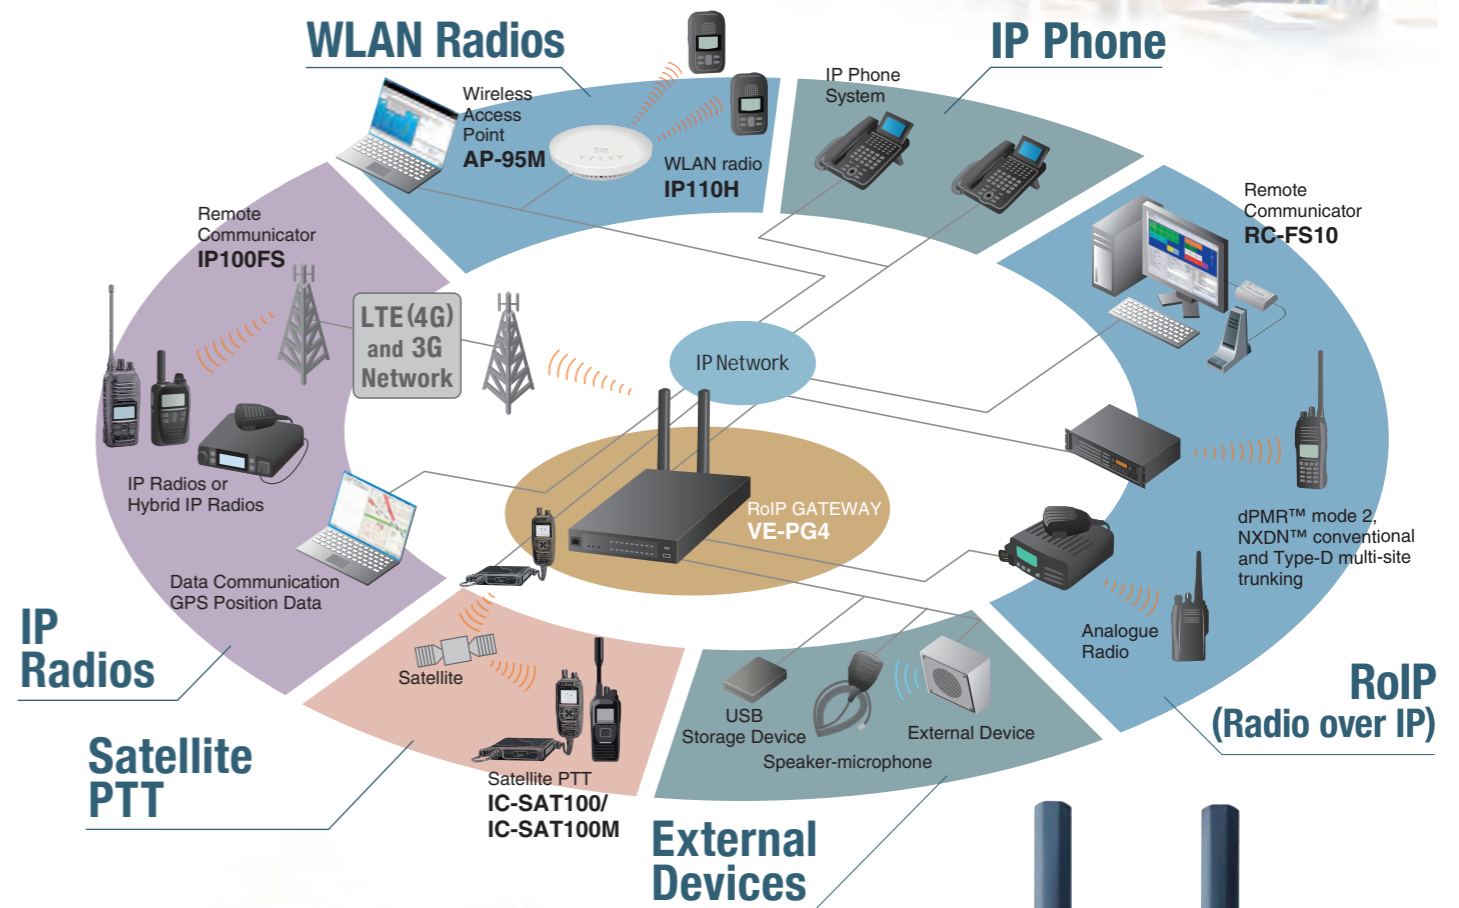 WLAN Radios
IP Phone
Wireless
Access
Point
AP-95M
WLAN radio
IP110H
IP Phone
System
Remote
Communicator
RC-FS10
Remote
Communicator
IP100FS
LTE (4G)
and 3G
Network
IP Network
IP Radios or
Hybrid IP Radios
RoIP GATEWAY
VE-PG4
dPMR™ mode 2,
NXDN™ conventional
and Type-D multi-site
trunking
Data Communication
GPS Position Data
IP
Radios
Analogue
Radio
Satellite
RoIP
(Radio over IP)
USB
Storage Device
External Device
Speaker-microphone
Satellite
PTT
Satellite PTT
IC-SAT100/
IC-SAT100M
External
Devices